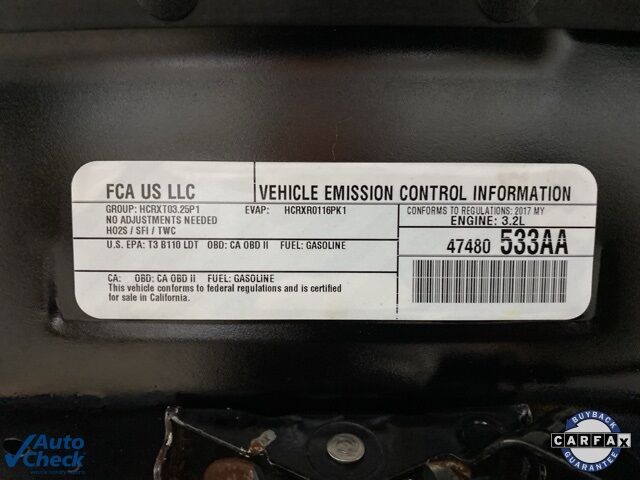 FCA US LLC
VEHICLE EMISSION CONTROL INFORMATION
GROUP: HCRXT03.25P1 EVAP: HCRXR0116PK1
NO ADJUSTMENTS NEEDED
HO2S / SFI / TWC
CONFORMS TO REGULATIONS: 2017 MY
ENGINE: 3.2L
U.S. EPA: T3 B110 LDT OBD: CA OBD II FUEL: GASOLINE
47480 533AA
CA: OBD: CA OBD II FUEL: GASOLINE
This vehicle conforms to federal regulations and is certified
for sale in California.
Auto
Check
BUYBACK
CARFAX
GUARANTEE